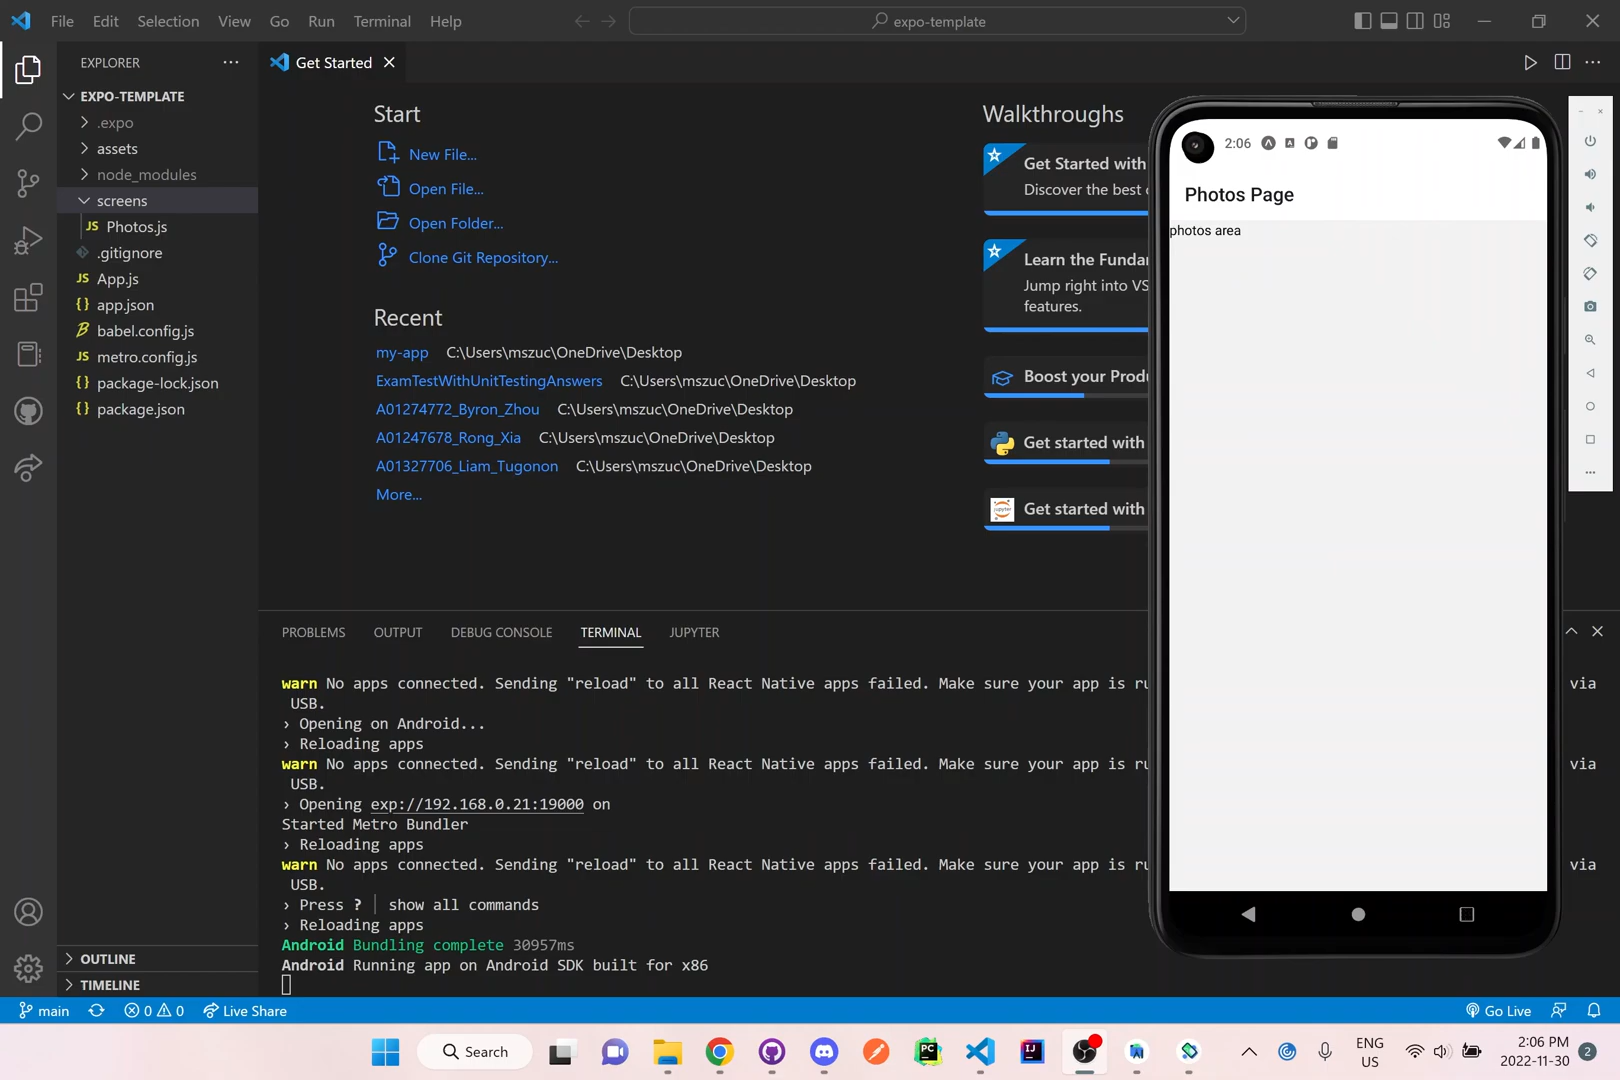 File Edit Selection View Go Run Terminal Help
expo-template
EXPLORER
EXPO-TEMPLATE
.expo
assets
node_modules
screens
JS Photos.js
.gitignore
JS App.js
{} app.json
babel.config.js
JS metro.config.js
{} package-lock.json
{} package.json
OUTLINE
TIMELINE
Get Started
Start
New File...
Open File...
Open Folder...
Clone Git Repository...
Recent
my-app C:\Users\mszuc\OneDrive\Desktop
ExamTestWithUnitTestingAnswers C:\Users\mszuc\OneDrive\Desktop
A01274772_Byron_Zhou C:\Users\mszuc\OneDrive\Desktop
A01247678_Rong_Xia C:\Users\mszuc\OneDrive\Desktop
A01327706_Liam_Tugonon C:\Users\mszuc\OneDrive\Desktop
More...
Walkthroughs
Get Started with
Discover the best
Learn the Funda
Jump right into VS
features.
Boost your Prod
Get started with
jupyter
Get started with
2:06
Photos Page
photos area
PROBLEMS OUTPUT DEBUG CONSOLE TERMINAL JUPYTER
warn No apps connected. Sending "reload" to all React Native apps failed. Make sure your app is ru via
USB.
› Opening on Android...
› Reloading apps
warn No apps connected. Sending "reload" to all React Native apps failed. Make sure your app is ru via
USB.
› Opening exp://192.168.0.21:19000 on
Started Metro Bundler
› Reloading apps
warn No apps connected. Sending "reload" to all React Native apps failed. Make sure your app is ru via
USB.
› Press ? │ show all commands
› Reloading apps
Android Bundling complete 30957ms
Android Running app on Android SDK built for x86
main 0 0 Live Share Go Live
Search
PC
IJ
ENG
US
2:06 PM
2022-11-30
2